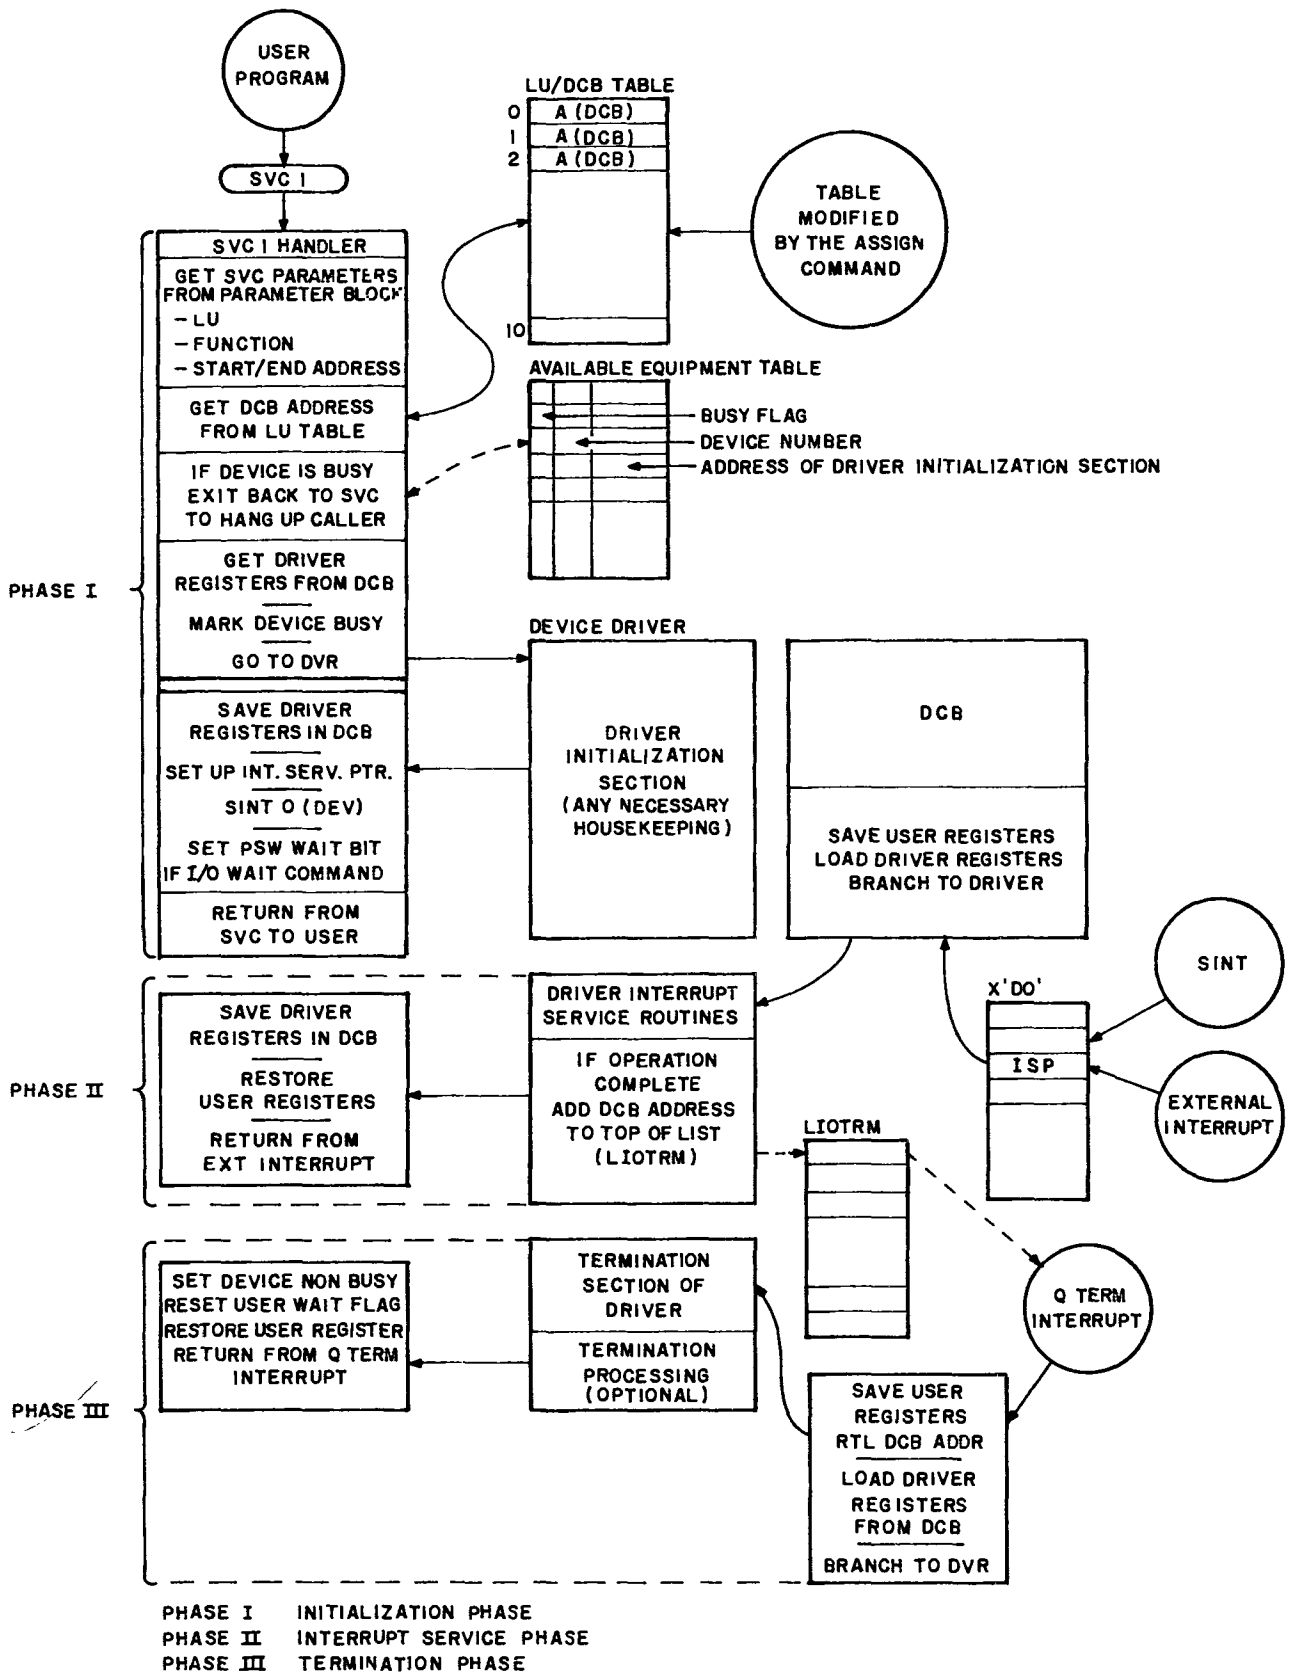 USER
PROGRAM
SVC 1
LU/DCB TABLE
0 A (DCB)
1 A (DCB)
2 A (DCB)
10
TABLE
MODIFIED
BY THE ASSIGN
COMMAND
SVC 1 HANDLER
GET SVC PARAMETERS
FROM PARAMETER BLOCK
- LU
- FUNCTION
- START/END ADDRESS
GET DCB ADDRESS
FROM LU TABLE
IF DEVICE IS BUSY
EXIT BACK TO SVC
TO HANG UP CALLER
GET DRIVER
REGISTERS FROM DCB
MARK DEVICE BUSY
GO TO DVR
SAVE DRIVER
REGISTERS IN DCB
SET UP INT. SERV. PTR.
SINT 0 (DEV)
SET PSW WAIT BIT
IF I/O WAIT COMMAND
RETURN FROM
SVC TO USER
PHASE I
AVAILABLE EQUIPMENT TABLE
BUSY FLAG
DEVICE NUMBER
ADDRESS OF DRIVER INITIALIZATION SECTION
DEVICE DRIVER
DRIVER
INITIALIZATION
SECTION
(ANY NECESSARY
HOUSEKEEPING)
DCB
SAVE USER REGISTERS
LOAD DRIVER REGISTERS
BRANCH TO DRIVER
SINT
X'D0'
ISP
EXTERNAL
INTERRUPT
PHASE II
SAVE DRIVER
REGISTERS IN DCB
RESTORE
USER REGISTERS
RETURN FROM
EXT INTERRUPT
DRIVER INTERRUPT
SERVICE ROUTINES
IF OPERATION
COMPLETE
ADD DCB ADDRESS
TO TOP OF LIST
(LIOTRM)
LIOTRM
PHASE III
SET DEVICE NON BUSY
RESET USER WAIT FLAG
RESTORE USER REGISTER
RETURN FROM Q TERM
INTERRUPT
TERMINATION
SECTION OF
DRIVER
TERMINATION
PROCESSING
(OPTIONAL)
Q TERM
INTERRUPT
SAVE USER
REGISTERS
RTL DCB ADDR
LOAD DRIVER
REGISTERS
FROM DCB
BRANCH TO DVR
PHASE I INITIALIZATION PHASE
PHASE II INTERRUPT SERVICE PHASE
PHASE III TERMINATION PHASE